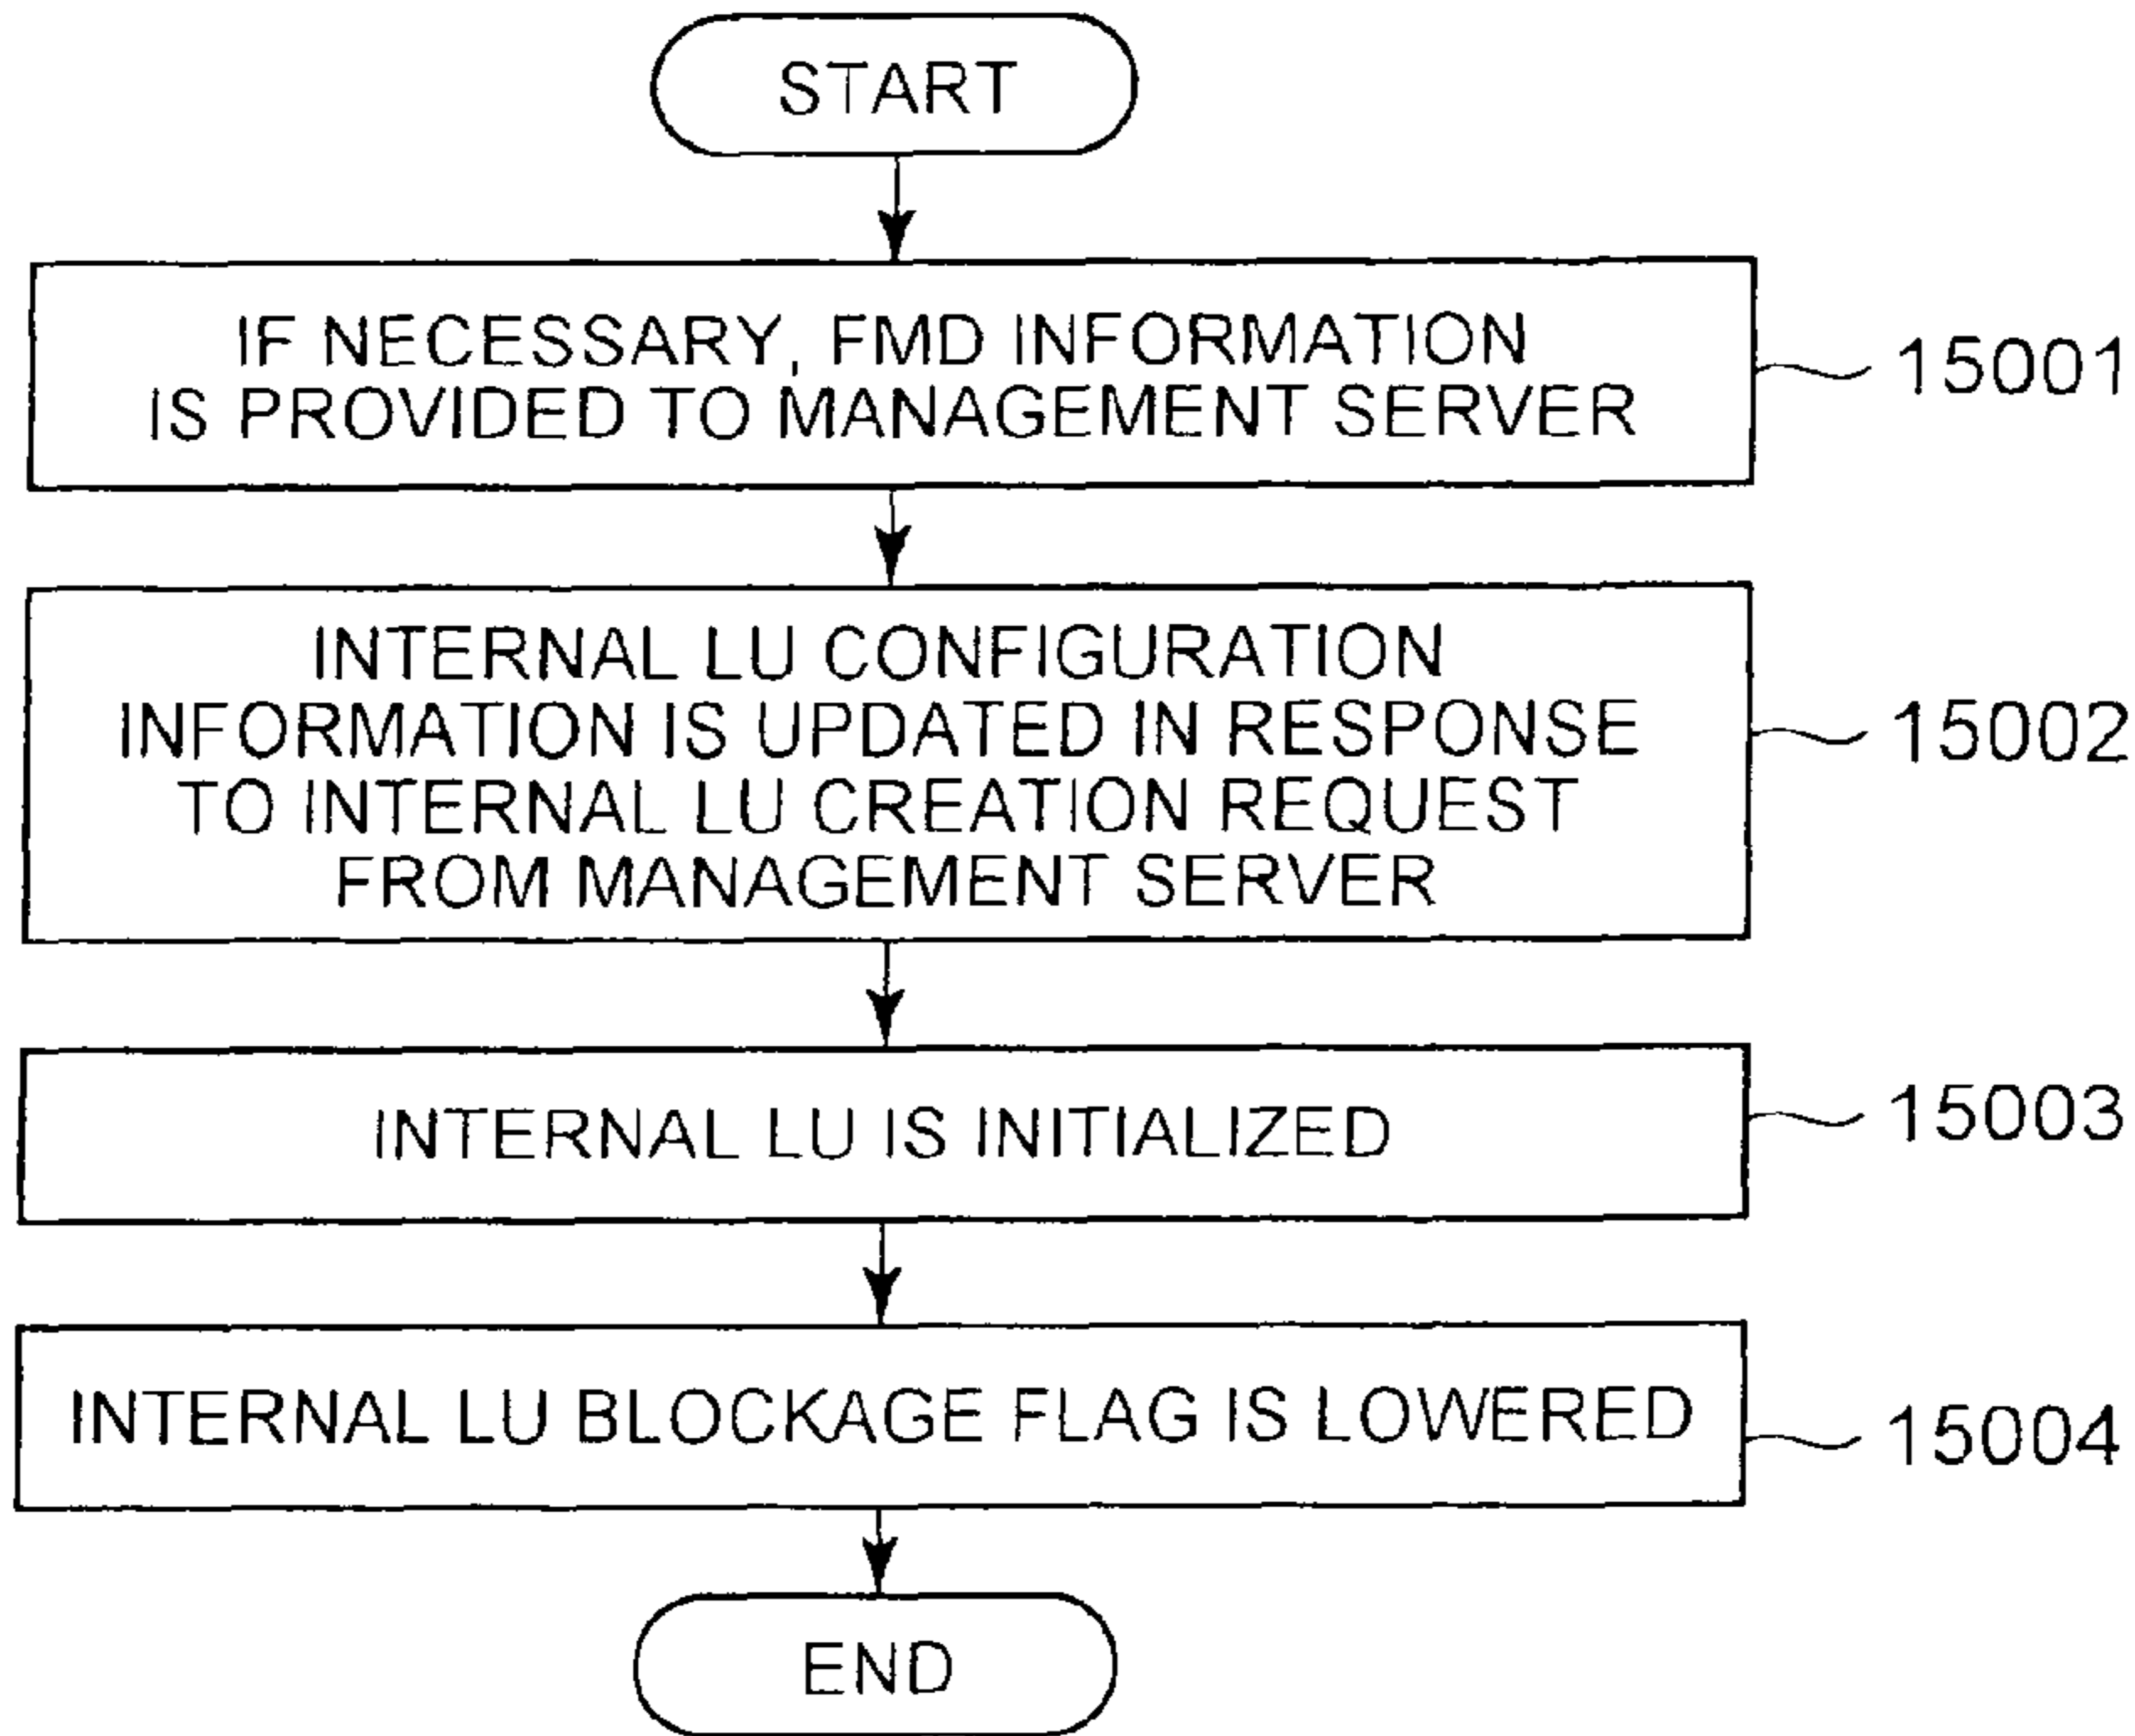 START
IF NECESSARY, FMD INFORMATION
IS PROVIDED TO MANAGEMENT SERVER
15001
INTERNAL LU CONFIGURATION
INFORMATION IS UPDATED IN RESPONSE
TO INTERNAL LU CREATION REQUEST
FROM MANAGEMENT SERVER
15002
INTERNAL LU IS INITIALIZED
15003
INTERNAL LU BLOCKAGE FLAG IS LOWERED
15004
END